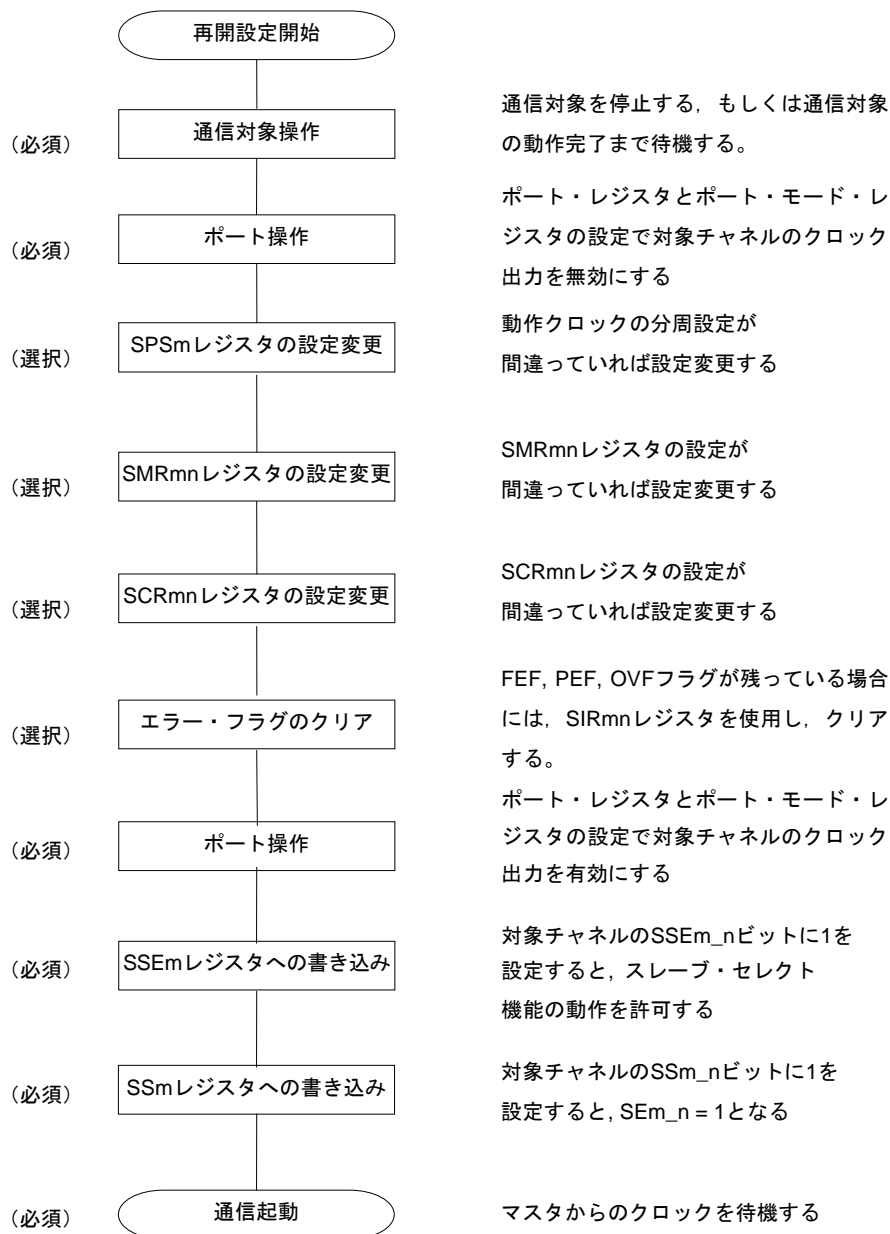 再開設定開始
(必須)
通信対象操作
通信対象を停止する,もしくは通信対象
の動作完了まで待機する。
(必須)
ポート操作
ポート・レジスタとポート・モード・レ
ジスタの設定で対象チャネルのクロック
出力を無効にする
(選択)
SPSmレジスタの設定変更
動作クロックの分周設定が
間違っていれば設定変更する
(選択)
SMRmnレジスタの設定変更
SMRmnレジスタの設定が
間違っていれば設定変更する
(選択)
SCRmnレジスタの設定変更
SCRmnレジスタの設定が
間違っていれば設定変更する
(選択)
エラー・フラグのクリア
FEF, PEF, OVFフラグが残っている場合
には,SIRmnレジスタを使用し,クリア
する。
(必須)
ポート操作
ポート・レジスタとポート・モード・レ
ジスタの設定で対象チャネルのクロック
出力を有効にする
(必須)
SSEmレジスタへの書き込み
対象チャネルのSSEm_nビットに1を
設定すると, スレーブ・セレクト
機能の動作を許可する
(必須)
SSmレジスタへの書き込み
対象チャネルのSSm_nビットに1を
設定すると, SEm_n = 1となる
(必須)
通信起動
マスタからのクロックを待機する